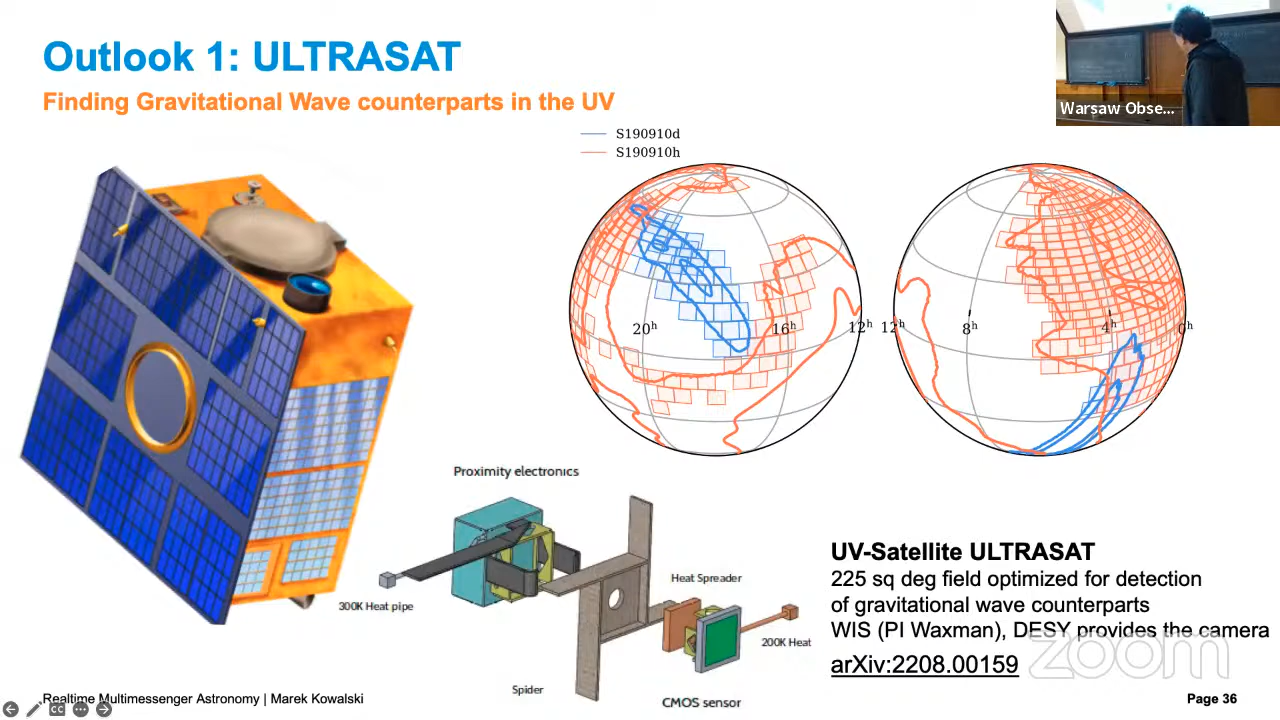 Outlook 1: ULTRASAT
Finding Gravitational Wave counterparts in the UV
Warsaw Obse...
S190910d
S190910h
20h
16h
12h
12h
8h
4h
0h
Proximity electronics
300K Heat pipe
Heat Spreader
200K Heat
Spider
CMOS sensor
UV-Satellite ULTRASAT
225 sq deg field optimized for detection
of gravitational wave counterparts
WIS (PI Waxman), DESY provides the camera
arXiv:2208.00159
zoom
Realtime Multimessenger Astronomy | Marek Kowalski
Page 36